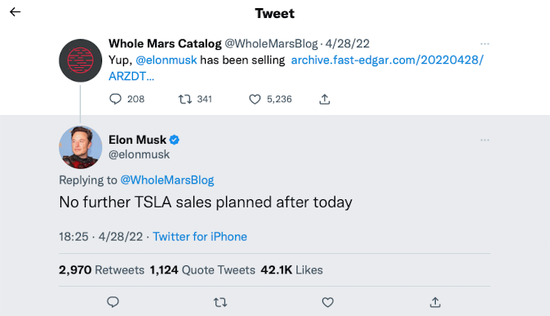 Tweet
Whole Mars Catalog @WholeMarsBlog · 4/28/22
Yup, @elonmusk has been selling archive.fast-edgar.com/20220428/
ARZDT…
208 341 5,236
Elon Musk
@elonmusk
Replying to @WholeMarsBlog
No further TSLA sales planned after today
18:25 · 4/28/22 · Twitter for iPhone
2,970 Retweets 1,124 Quote Tweets 42.1K Likes